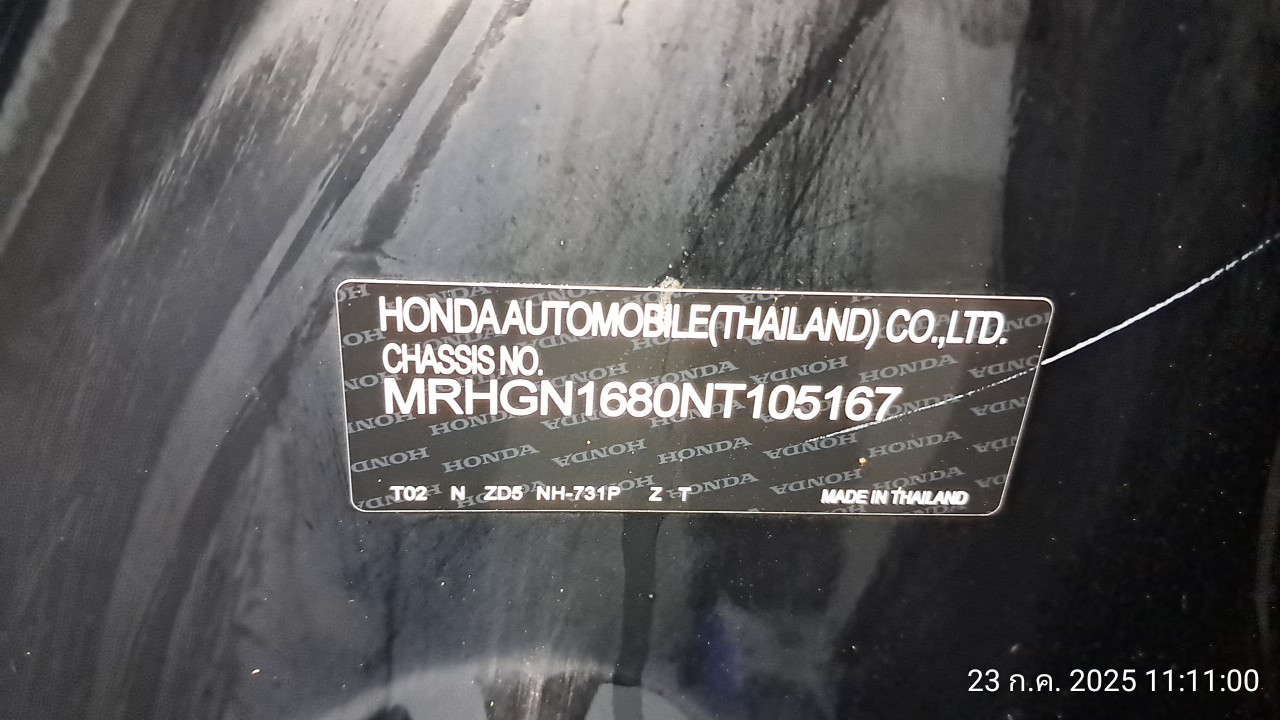 HONDA AUTOMOBILE(THAILAND) CO.,LTD.
CHASSIS NO.
MRHGN1680NT105167
T02 N ZD5 NH-731P Z T MADE IN THAILAND
23 ก.ค. 2025 11:11:00